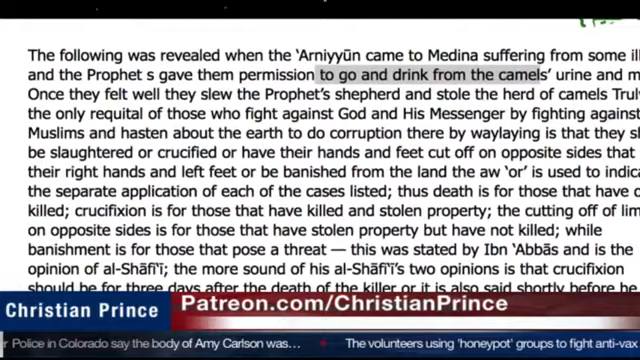 The following was revealed when the ‘Arniyyūn came to Medina suffering from some
and the Prophet s gave them permission to go and drink from the camels’ urine and
Once they felt well they slew the Prophet’s shepherd and stole the herd of camels
the only requital of those who fight against God and His Messenger by fighting against
Muslims and hasten about the earth to do corruption there by waylaying is that they
be slaughtered or crucified or have their hands and feet cut off on opposite sides that
their right hands and left feet or be banished from the land the aw ‘or’ is used to
the separate application of each of the cases listed; thus death is for those that have
killed; crucifixion is for those that have killed and stolen property; the cutting off of
on opposite sides is for those that have stolen property but have not killed; while
banishment is for those that pose a threat — this was stated by Ibn ‘Abbās and is the
opinion of al-Shāfi‘ī; the more sound of his al-Shāfi‘ī’s two opinions is that crucifixion
should be for three days after the death of the killer or it is also said shortly before he
Christian Prince
Patreon.com/ChristianPrince
Police in Colorado say the body of Amy Carlson was... The volunteers using 'honeypot' groups to fight anti-vax